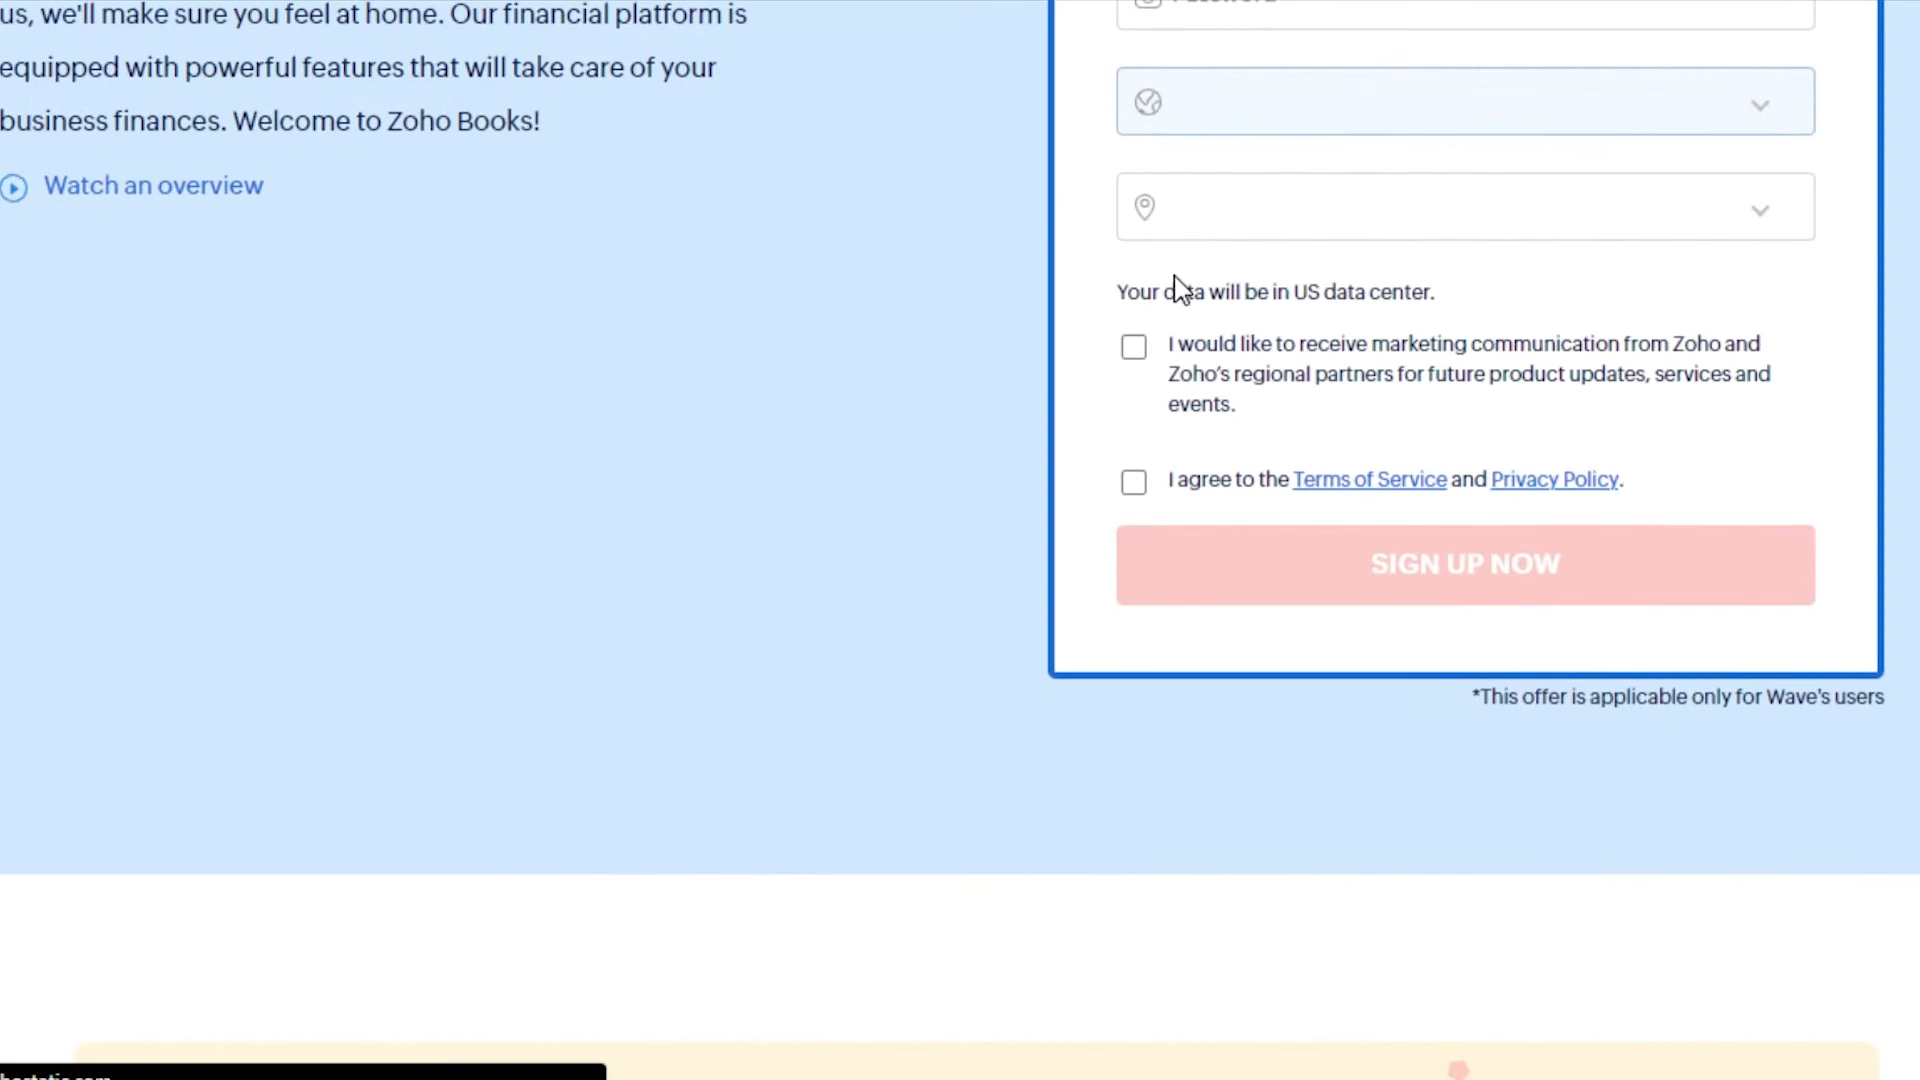 us, we'll make sure you feel at home. Our financial platform is
equipped with powerful features that will take care of your
business finances. Welcome to Zoho Books!
Watch an overview
Your data will be in US data center.
I would like to receive marketing communication from Zoho and
Zoho's regional partners for future product updates, services and
events.
I agree to the Terms of Service and Privacy Policy.
SIGN UP NOW
*This offer is applicable only for Wave's users